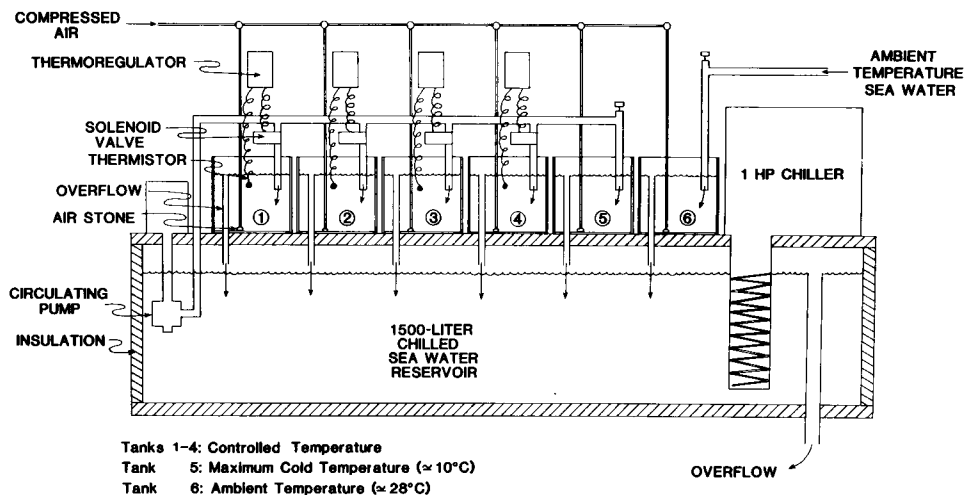 COMPRESSED
AIR
THERMOREGULATOR
SOLENOID
VALVE
THERMISTOR
OVERFLOW
AIR STONE
CIRCULATING
PUMP
INSULATION
AMBIENT
TEMPERATURE
SEA WATER
1 HP CHILLER
1
2
3
4
5
6
1500-LITER
CHILLED
SEA WATER
RESERVOIR
OVERFLOW
Tanks 1-4: Controlled Temperature
Tank 5: Maximum Cold Temperature (≃10°C)
Tank 6: Ambient Temperature (≃28°C)